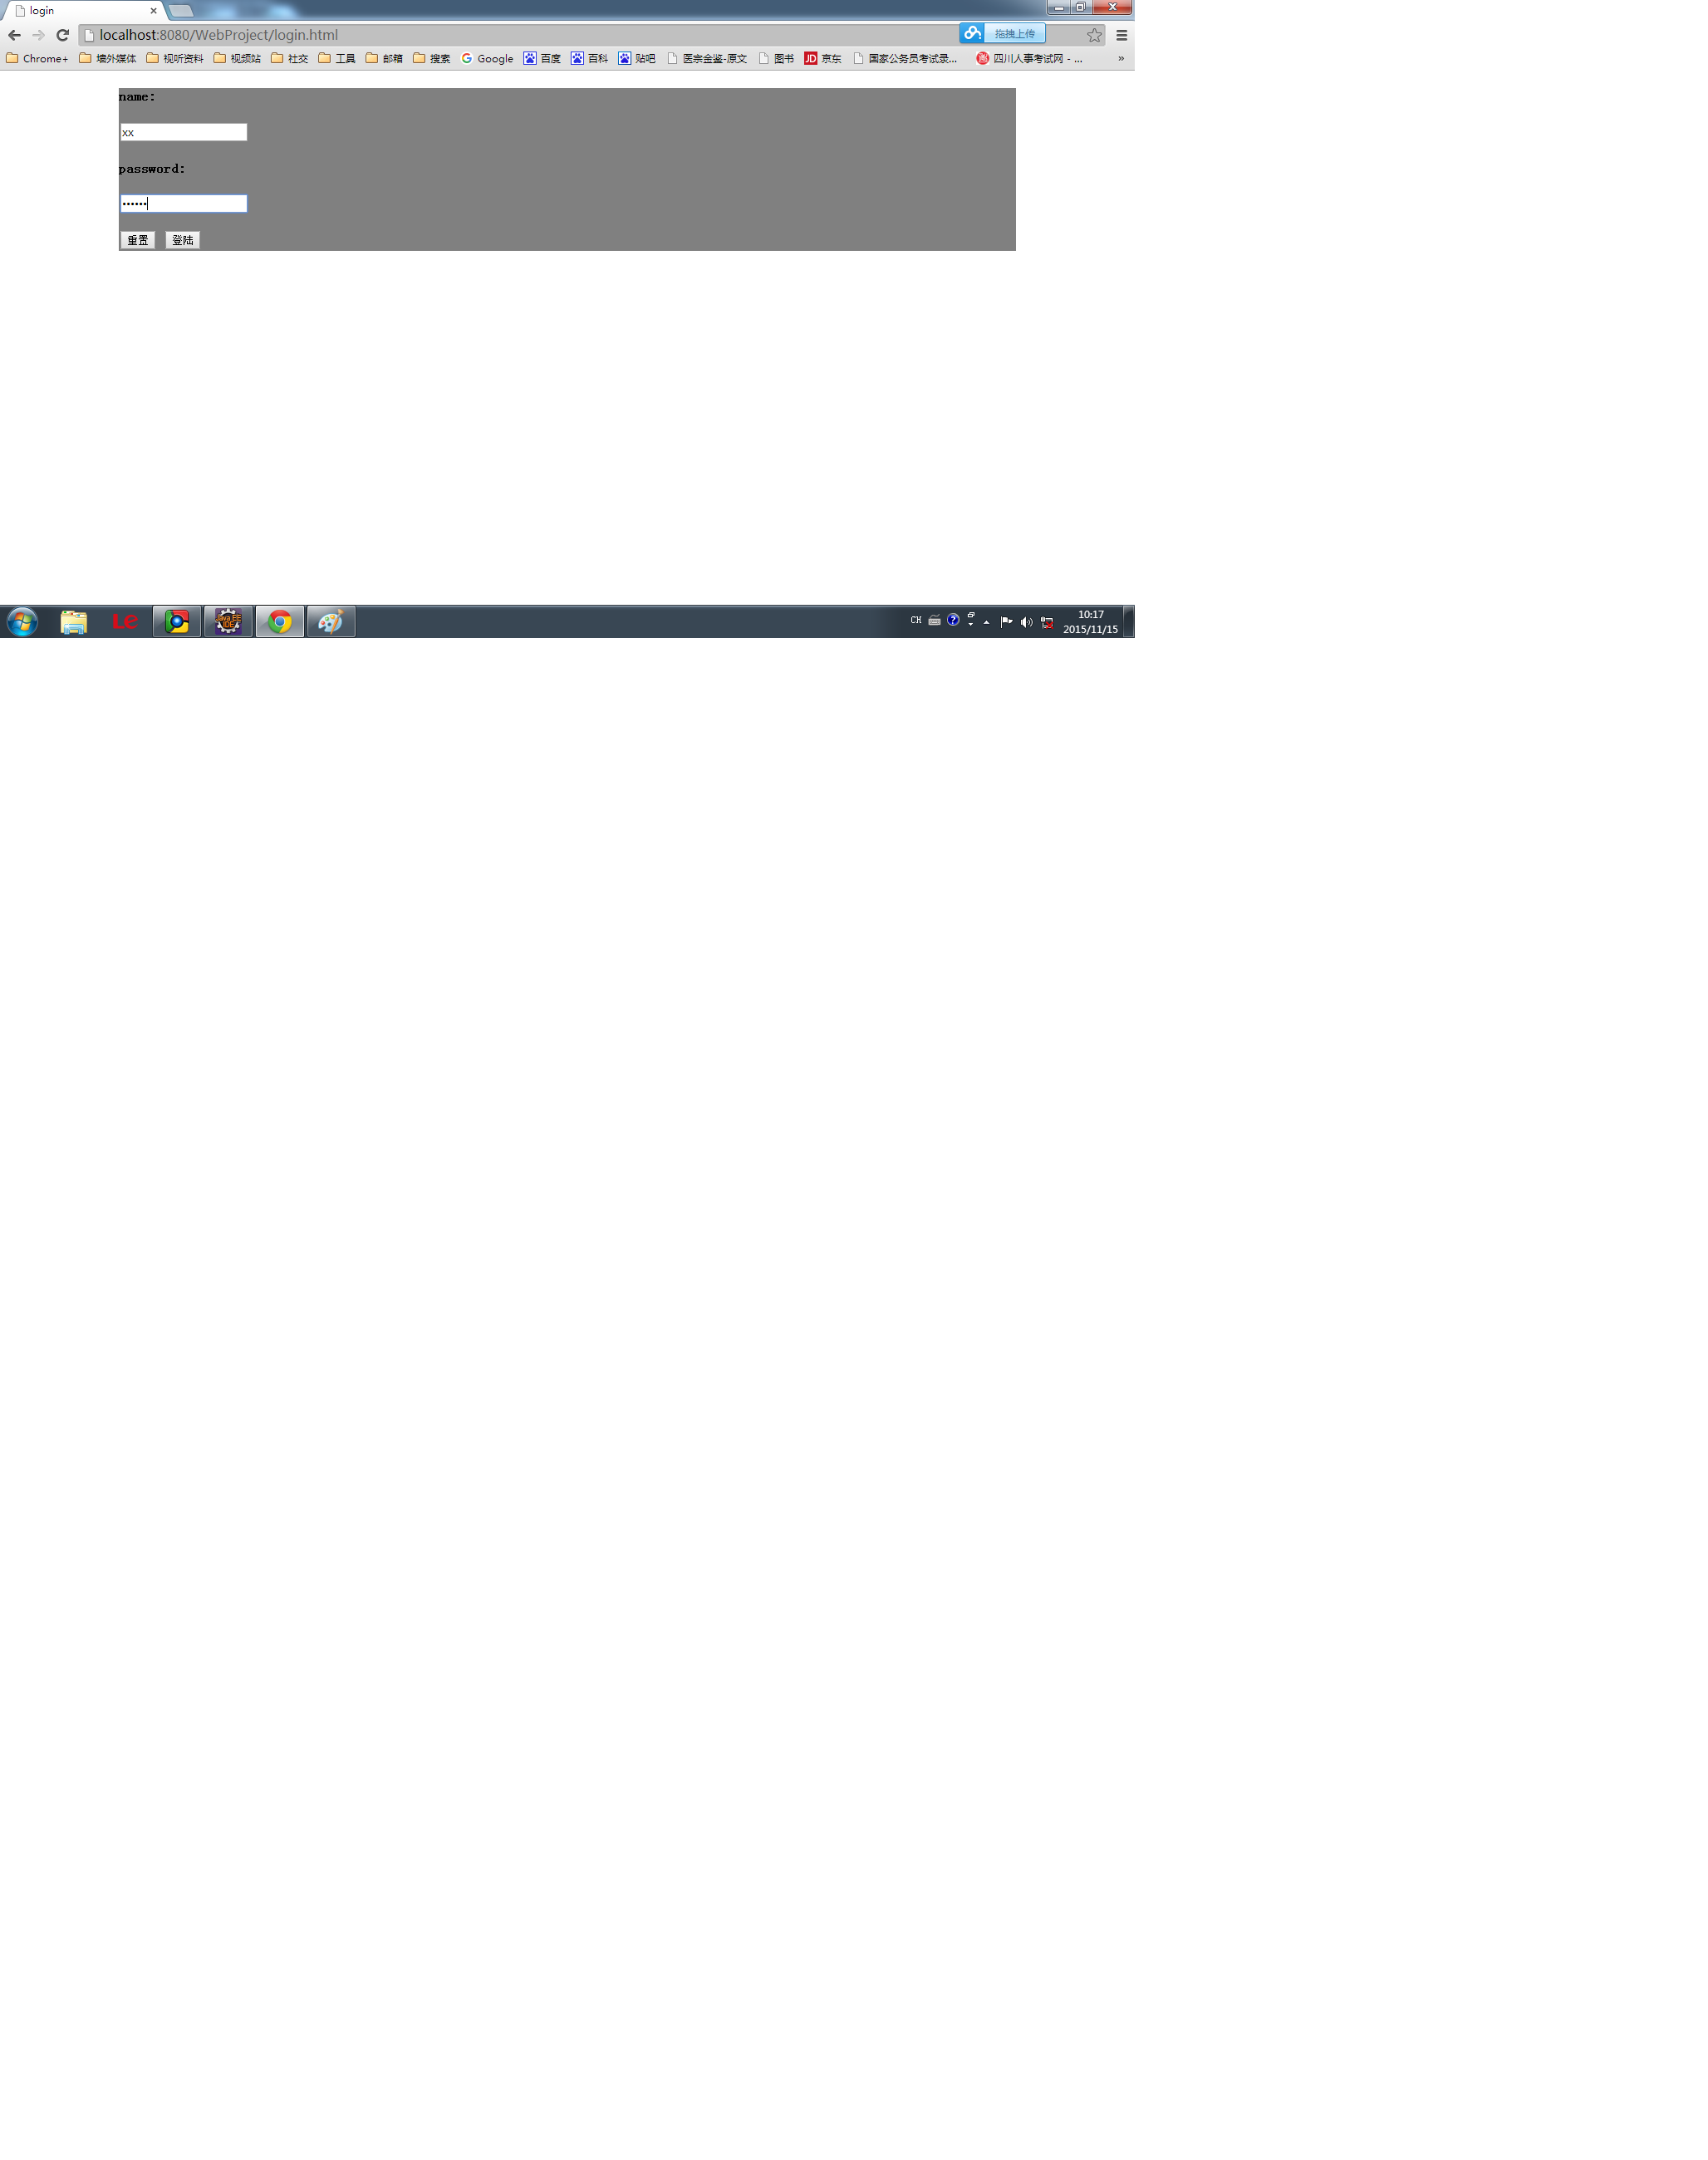 login
localhost:8080/WebProject/login.html
拖拽上传
Chrome+ 墙外媒体 视听资料 视频站 社交 工具 邮箱 搜索 Google 百度 百科 贴吧 医宗金鉴-原文 图书 JD 京东 国家公务员考试录... 四川人事考试网 - ... »
name:
xx
password:
••••••
重置 登陆
Le Java EE IDE CH 10:17
2015/11/15